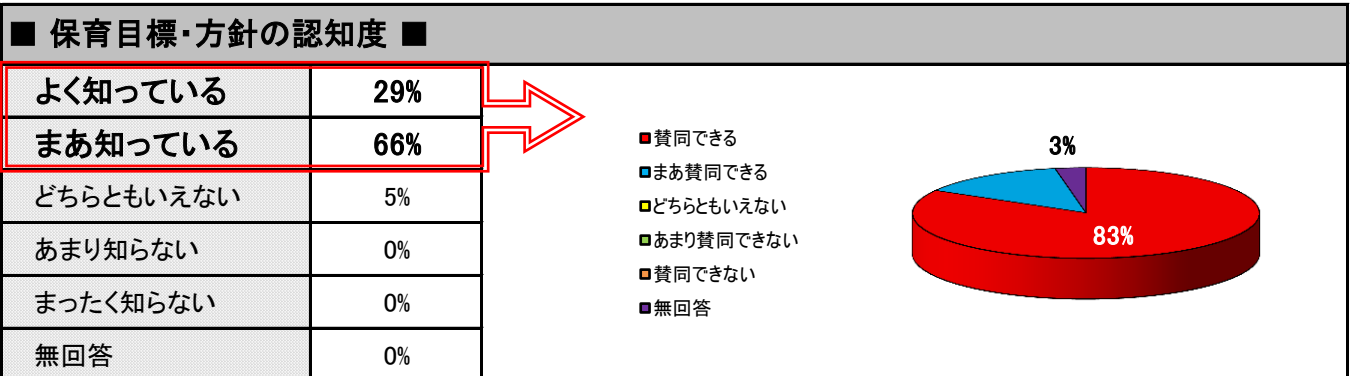 ■ 保育目標・方針の認知度 ■
よく知っている 29%
まあ知っている 66%
どちらともいえない 5%
あまり知らない 0%
まったく知らない 0%
無回答 0%
■賛同できる
■まあ賛同できる
■どちらともいえない
■あまり賛同できない
■賛同できない
■無回答
3%
83%